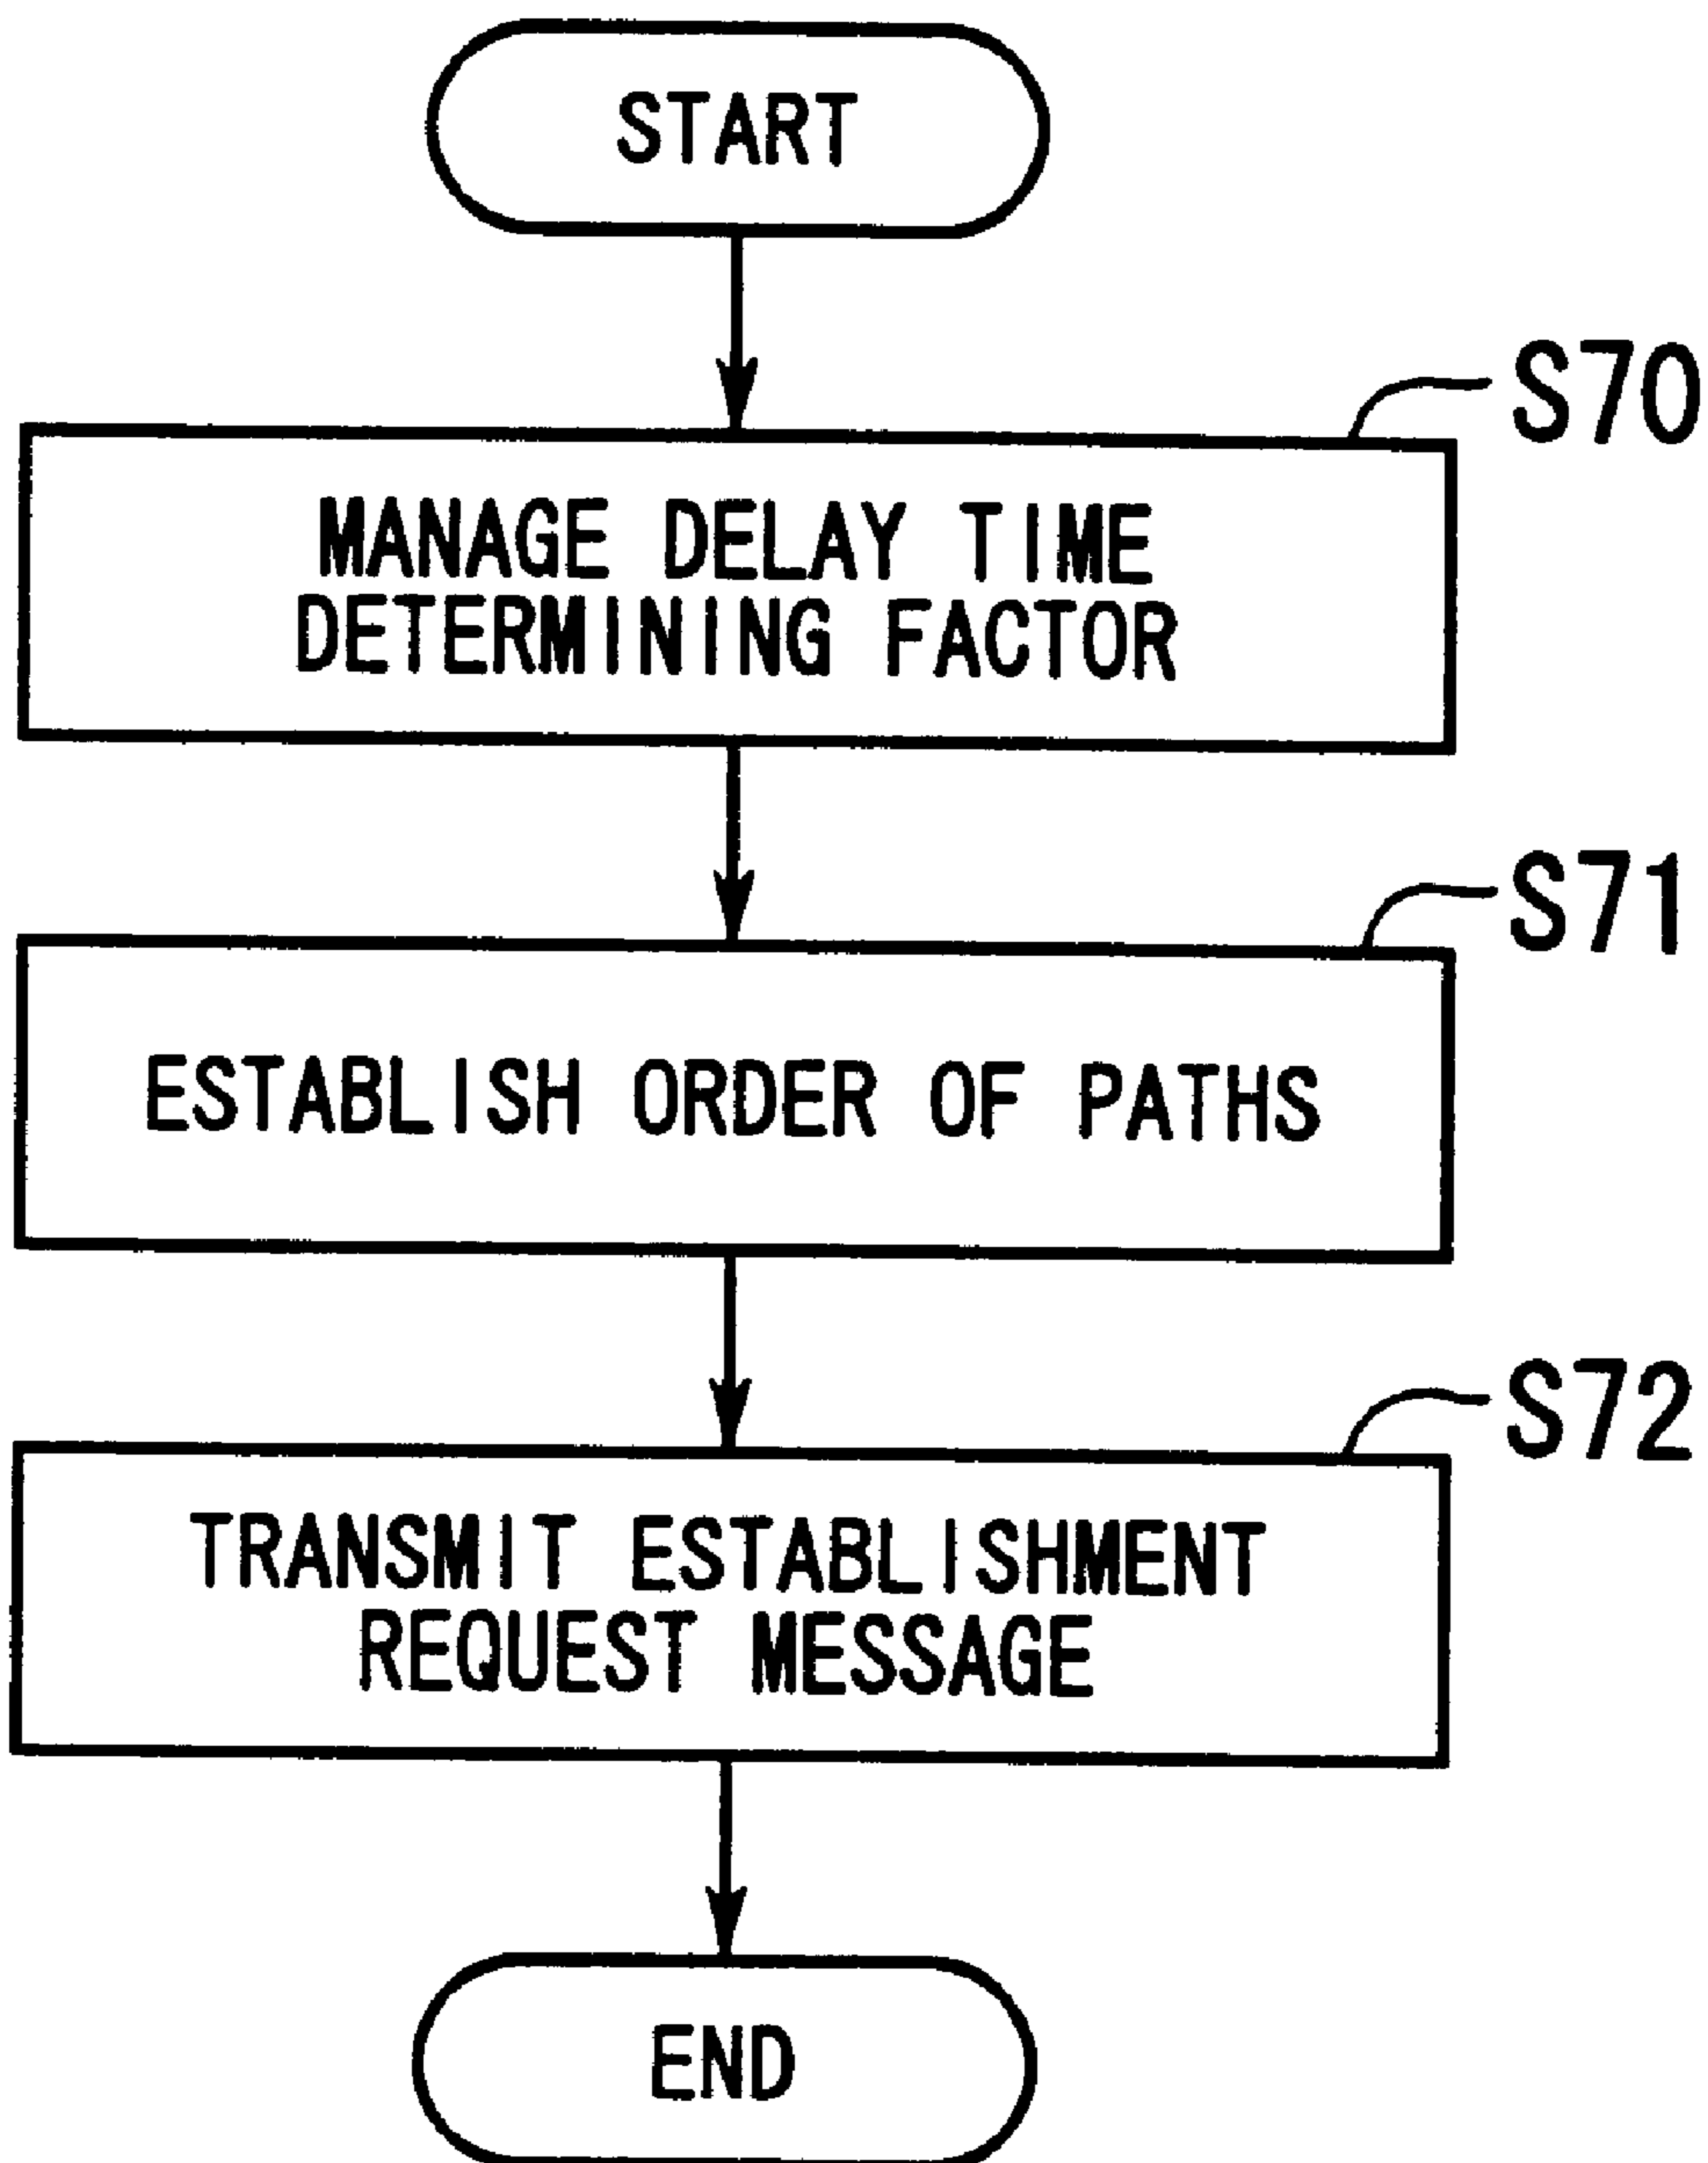 START
S70
MANAGE DELAY TIME
DETERMINING FACTOR
S71
ESTABLISH ORDER OF PATHS
S72
TRANSMIT ESTABLISHMENT
REQUEST MESSAGE
END